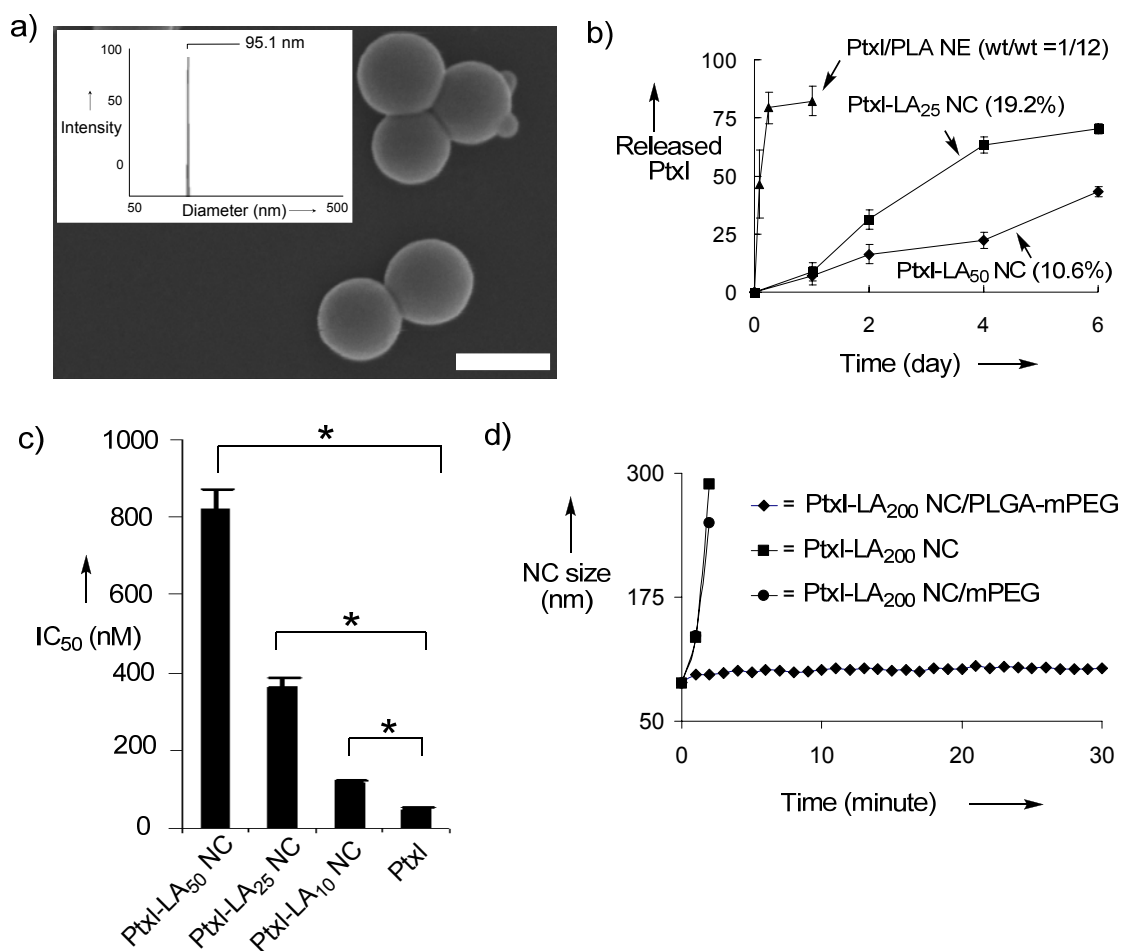 a)
100
50
0
Intensity
95.1 nm
50
Diameter (nm)
500
b)
Ptxl/PLA NE (wt/wt =1/12)
Ptxl-LA25 NC (19.2%)
Ptxl-LA50 NC (10.6%)
Released
Ptxl
100
75
50
25
0
0 2 4 6
Time (day)
c)
1000
800
600
400
200
0
IC50 (nM)
*
*
*
Ptxl-LA50 NC
Ptxl-LA25 NC
Ptxl-LA10 NC
Ptxl
d)
300
175
50
NC size
(nm)
= Ptxl-LA200 NC/PLGA-mPEG
= Ptxl-LA200 NC
= Ptxl-LA200 NC/mPEG
0 10 20 30
Time (minute)